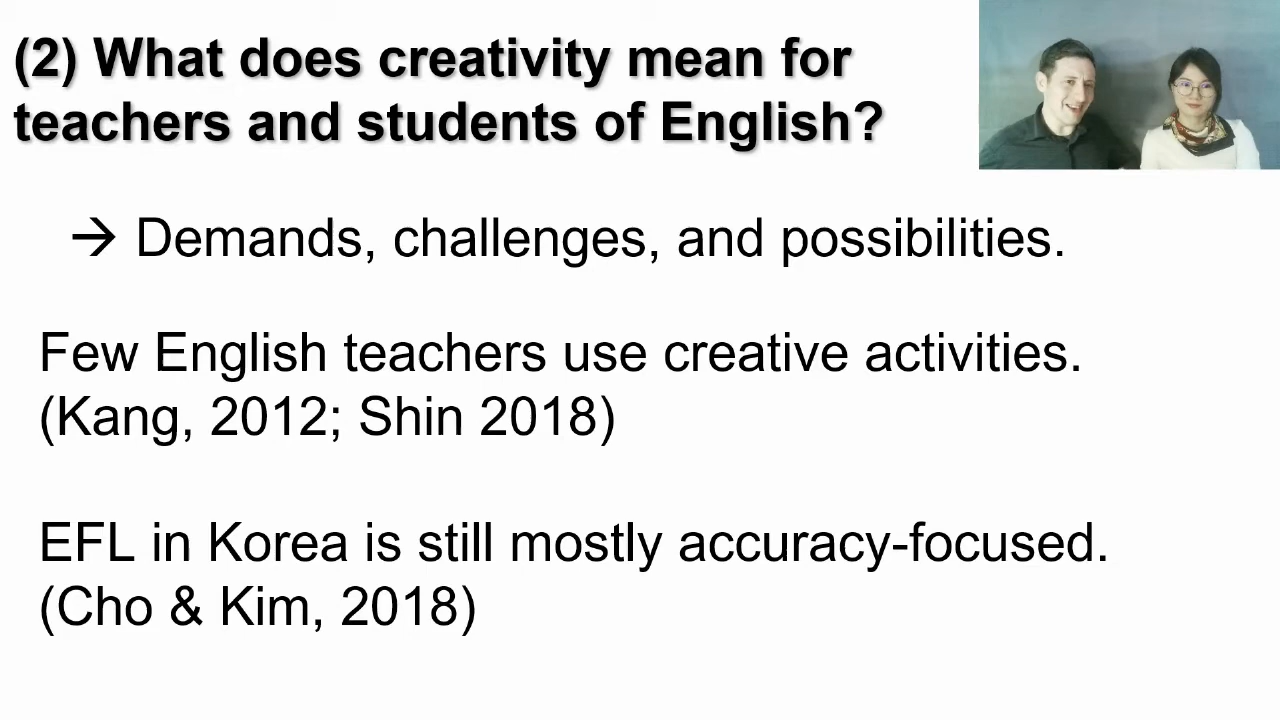 (2) What does creativity mean for
teachers and students of English?
→ Demands, challenges, and possibilities.
Few English teachers use creative activities.
(Kang, 2012; Shin 2018)
EFL in Korea is still mostly accuracy-focused.
(Cho & Kim, 2018)